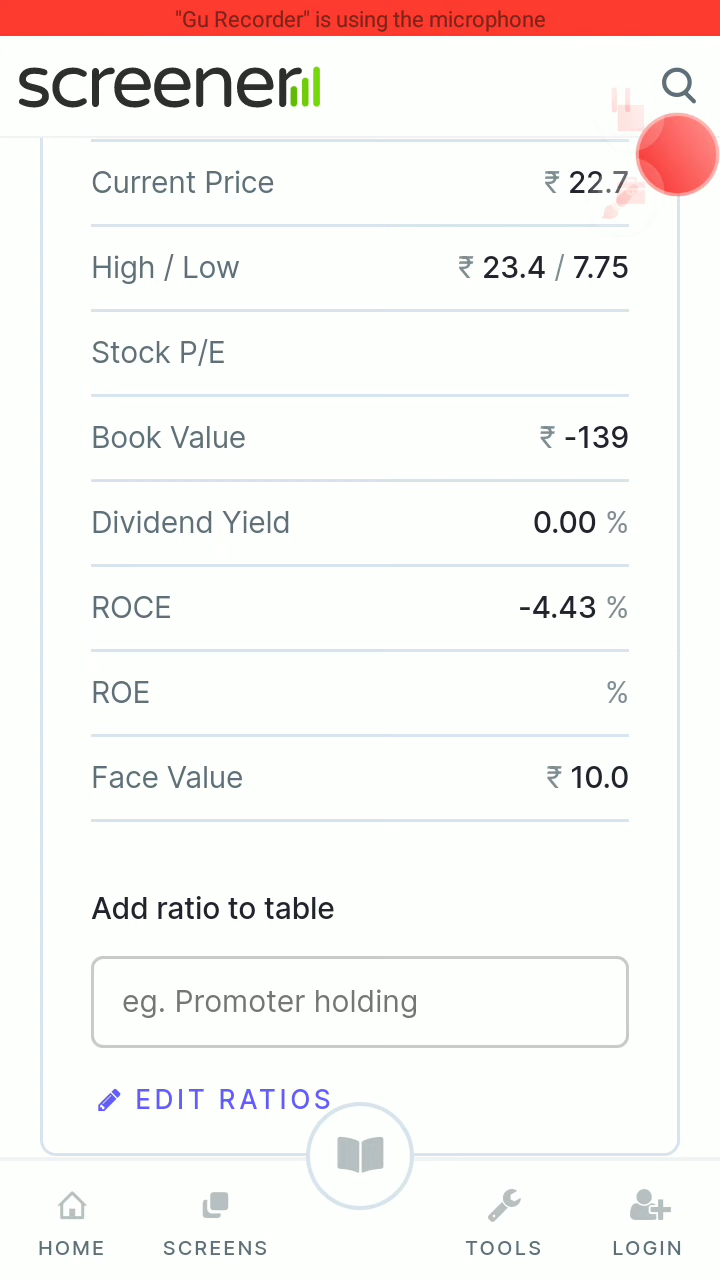 "Gu Recorder" is using the microphone
screener
Current Price ₹ 22.7
High / Low ₹ 23.4 / 7.75
Stock P/E
Book Value ₹ -139
Dividend Yield 0.00 %
ROCE -4.43 %
ROE %
Face Value ₹ 10.0
Add ratio to table
eg. Promoter holding
EDIT RATIOS
HOME SCREENS TOOLS LOGIN